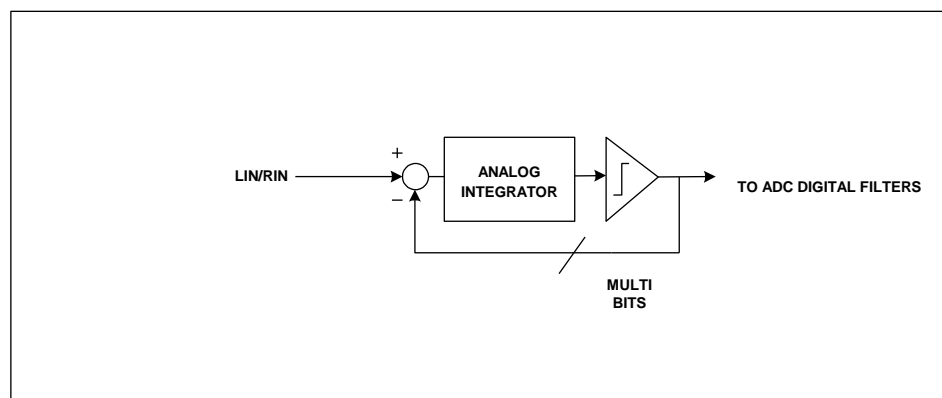 +
LIN/RIN
ANALOG
INTEGRATOR
TO ADC DIGITAL FILTERS
−
MULTI
BITS